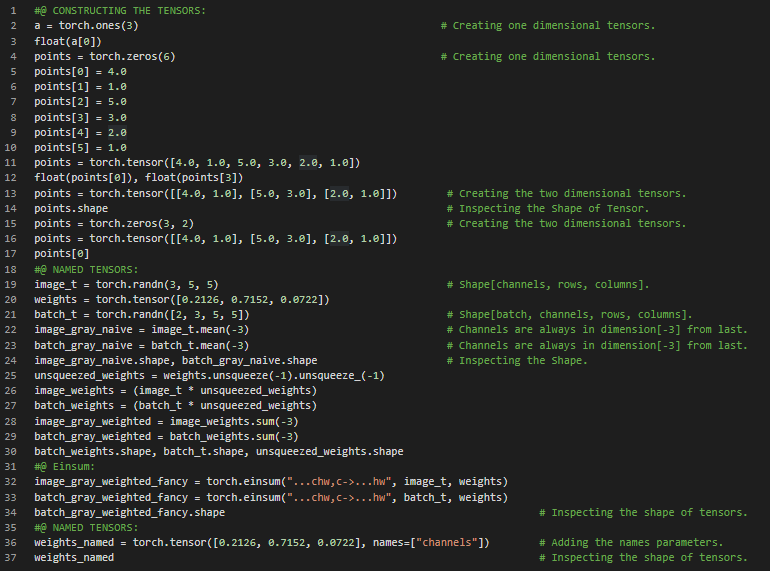 1 #@ CONSTRUCTING THE TENSORS:
2 a = torch.ones(3) # Creating one dimensional tensors.
3 float(a[0])
4 points = torch.zeros(6) # Creating one dimensional tensors.
5 points[0] = 4.0
6 points[1] = 1.0
7 points[2] = 5.0
8 points[3] = 3.0
9 points[4] = 2.0
10 points[5] = 1.0
11 points = torch.tensor([4.0, 1.0, 5.0, 3.0, 2.0, 1.0])
12 float(points[0]), float(points[3])
13 points = torch.tensor([[4.0, 1.0], [5.0, 3.0], [2.0, 1.0]]) # Creating the two dimensional tensors.
14 points.shape # Inspecting the Shape of Tensor.
15 points = torch.zeros(3, 2) # Creating the two dimensional tensors.
16 points = torch.tensor([[4.0, 1.0], [5.0, 3.0], [2.0, 1.0]])
17 points[0]
18 #@ NAMED TENSORS:
19 image_t = torch.randn(3, 5, 5) # Shape[channels, rows, columns].
20 weights = torch.tensor([0.2126, 0.7152, 0.0722])
21 batch_t = torch.randn([2, 3, 5, 5]) # Shape[batch, channels, rows, columns].
22 image_gray_naive = image_t.mean(-3) # Channels are always in dimension[-3] from last.
23 batch_gray_naive = batch_t.mean(-3) # Channels are always in dimension[-3] from last.
24 image_gray_naive.shape, batch_gray_naive.shape # Inspecting the Shape.
25 unsqueezed_weights = weights.unsqueeze(-1).unsqueeze_(-1)
26 image_weights = (image_t * unsqueezed_weights)
27 batch_weights = (batch_t * unsqueezed_weights)
28 image_gray_weighted = image_weights.sum(-3)
29 batch_gray_weighted = batch_weights.sum(-3)
30 batch_weights.shape, batch_t.shape, unsqueezed_weights.shape
31 #@ Einsum:
32 image_gray_weighted_fancy = torch.einsum("...chw,c->...hw", image_t, weights)
33 batch_gray_weighted_fancy = torch.einsum("...chw,c->...hw", batch_t, weights)
34 batch_gray_weighted_fancy.shape # Inspecting the shape of tensors.
35 #@ NAMED TENSORS:
36 weights_named = torch.tensor([0.2126, 0.7152, 0.0722], names=["channels"]) # Adding the names parameters.
37 weights_named # Inspecting the shape of tensors.